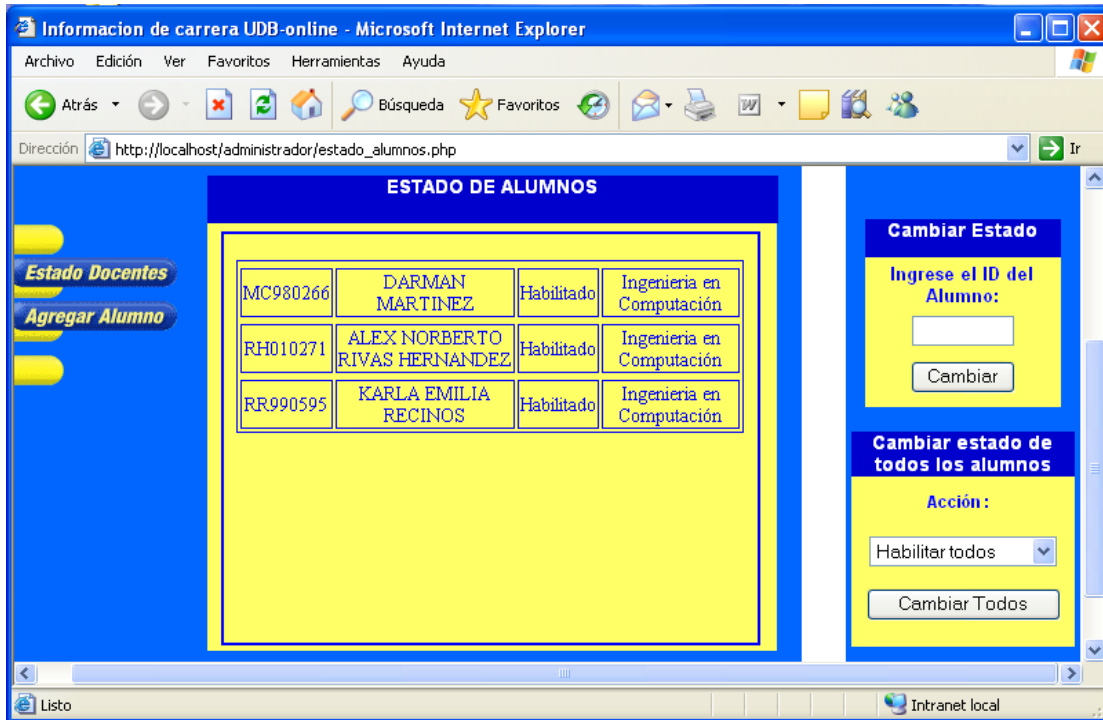 Informacion de carrera UDB-online - Microsoft Internet Explorer
Archivo Edición Ver Favoritos Herramientas Ayuda
Atrás Búsqueda Favoritos
Dirección http://localhost/administrador/estado_alumnos.php Ir
Estado Docentes
Agregar Alumno
ESTADO DE ALUMNOS
MC980266 DARMAN MARTINEZ Habilitado Ingenieria en Computación
RH010271 ALEX NORBERTO RIVAS HERNANDEZ Habilitado Ingenieria en Computación
RR990595 KARLA EMILIA RECINOS Habilitado Ingenieria en Computación
Cambiar Estado
Ingrese el ID del
Alumno:
Cambiar
Cambiar estado de
todos los alumnos
Acción :
Habilitar todos
Cambiar Todos
Listo Intranet local